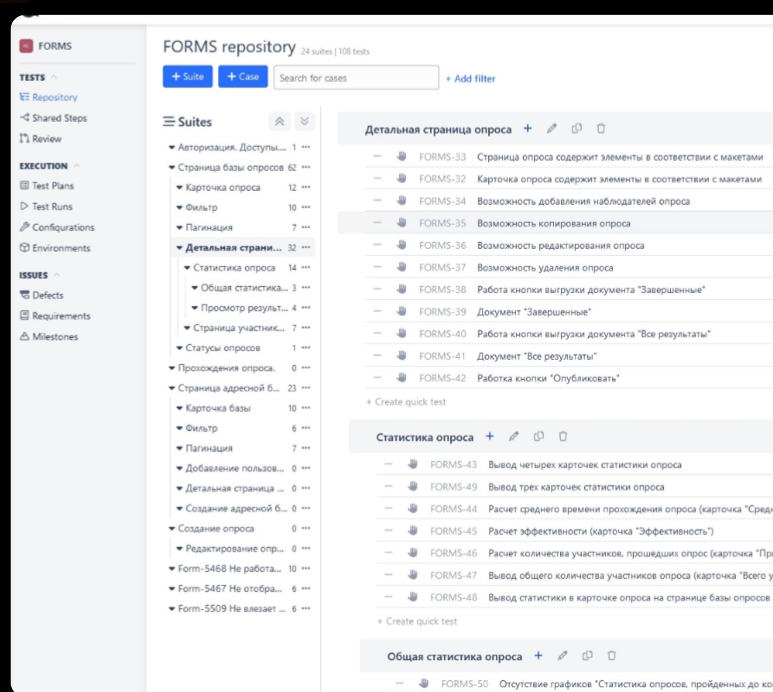 FORMS
TESTS
Repository
Shared Steps
Review
EXECUTION
Test Plans
Test Runs
Configurations
Environments
ISSUES
Defects
Requirements
Milestones
FORMS repository 24 suites | 108 tests
+ Suite
+ Case
Search for cases
+ Add filter
Suites
Авторизация. Доступы... 1
Страница базы опросов 62
Карточка опроса 12
Фильтр 10
Пагинация 7
Детальная страни... 32
Статистика опроса 14
Общая статистика... 3
Просмотр результ... 4
Страница участник... 7
Статусы опросов 1
Прохождения опроса. 0
Страница адресной б... 23
Карточка базы 10
Фильтр 6
Пагинация 7
Добавление пользов... 0
Детальная страница ... 0
Создание адресной б... 0
Создание опроса 0
Редактирование опр... 0
Form-5468 Не работа... 10
Form-5467 Не отобра... 6
Form-5509 Не влезает ... 6
Детальная страница опроса
FORMS-33 Страница опроса содержит элементы в соответствии с макетами
FORMS-32 Карточка опроса содержит элементы в соответствии с макетами
FORMS-34 Возможность добавления наблюдателей опроса
FORMS-35 Возможность копирования опроса
FORMS-36 Возможность редактирования опроса
FORMS-37 Возможность удаления опроса
FORMS-38 Работа кнопки выгрузки документа "Завершенные"
FORMS-39 Документ "Завершенные"
FORMS-40 Работа кнопки выгрузки документа "Все результаты"
FORMS-41 Документ "Все результаты"
FORMS-42 Работка кнопки "Опубликовать"
+ Create quick test
Статистика опроса
FORMS-43 Вывод четырех карточек статистики опроса
FORMS-49 Вывод трех карточек статистики опроса
FORMS-44 Расчет среднего времени прохождения опроса (карточка "Средн
FORMS-45 Расчет эффективности (карточка "Эффективность")
FORMS-46 Расчет количества участников, прошедших опрос (карточка "Пр
FORMS-47 Вывод общего количества участников опроса (карточка "Всего у
FORMS-48 Вывод статистики в карточке опроса на странице базы опросов
+ Create quick test
Общая статистика опроса
FORMS-50 Отсутствие графиков "Статистика опросов, пройденных до ко